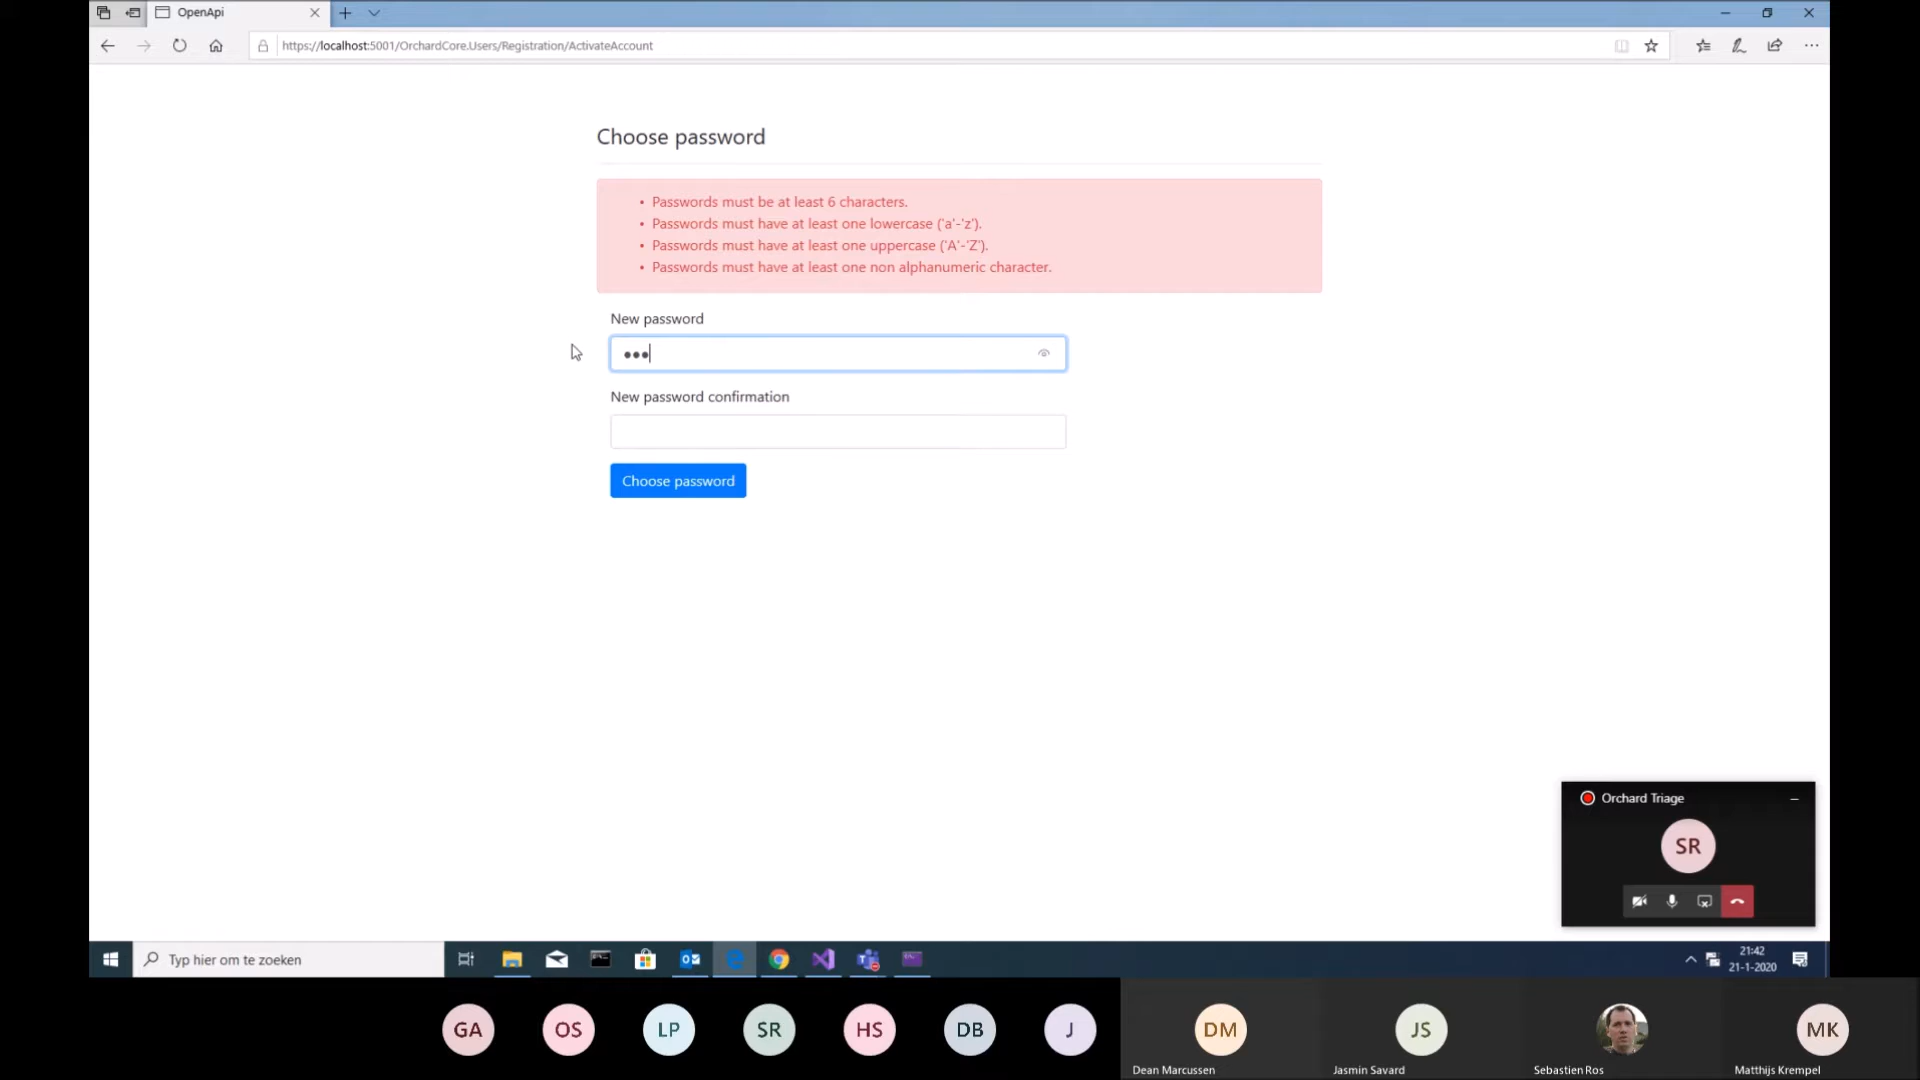 OpenApi
https://localhost:5001/OrchardCore.Users/Registration/ActivateAccount
Choose password
• Passwords must be at least 6 characters.
• Passwords must have at least one lowercase ('a'-'z').
• Passwords must have at least one uppercase ('A'-'Z').
• Passwords must have at least one non alphanumeric character.
New password
New password confirmation
Choose password
Orchard Triage
SR
Typ hier om te zoeken
21:42
21-1-2020
GA OS LP SR HS DB J DM JS MK
Dean Marcussen Jasmin Savard Sebastien Ros Matthijs Krempel